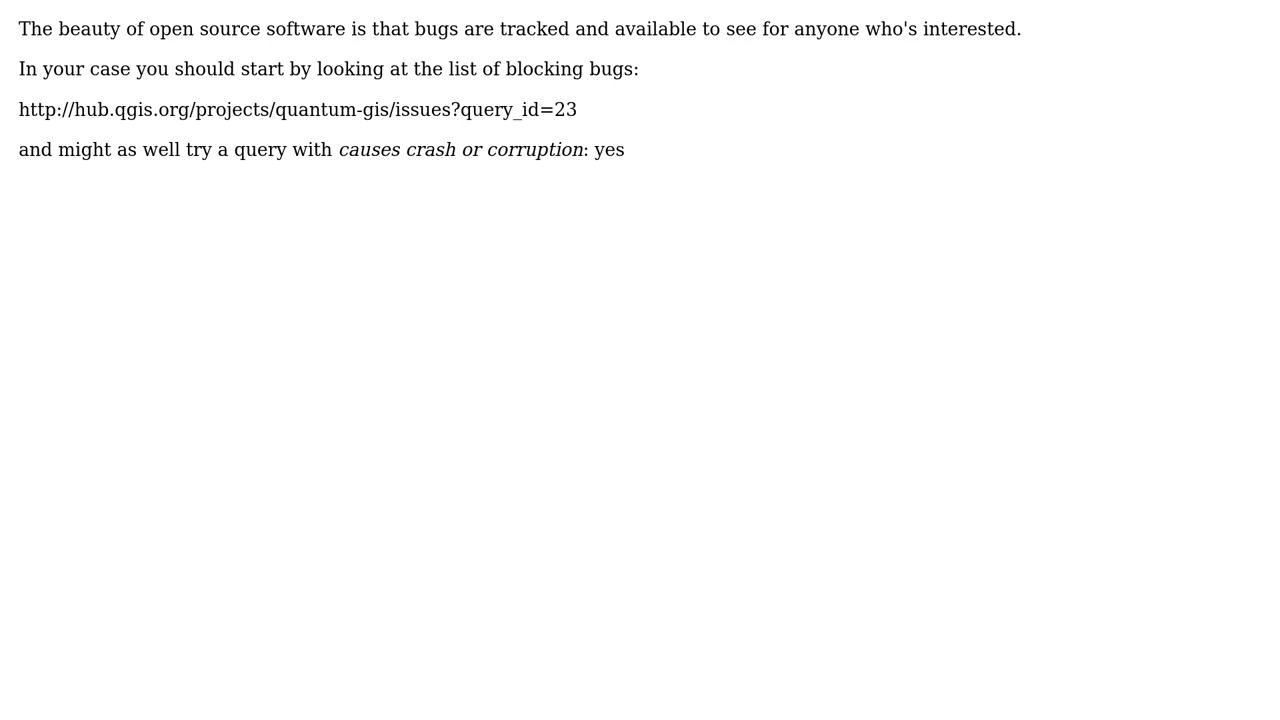 The beauty of open source software is that bugs are tracked and available to see for anyone who's interested.
In your case you should start by looking at the list of blocking bugs:
http://hub.qgis.org/projects/quantum-gis/issues?query_id=23
and might as well try a query with causes crash or corruption: yes